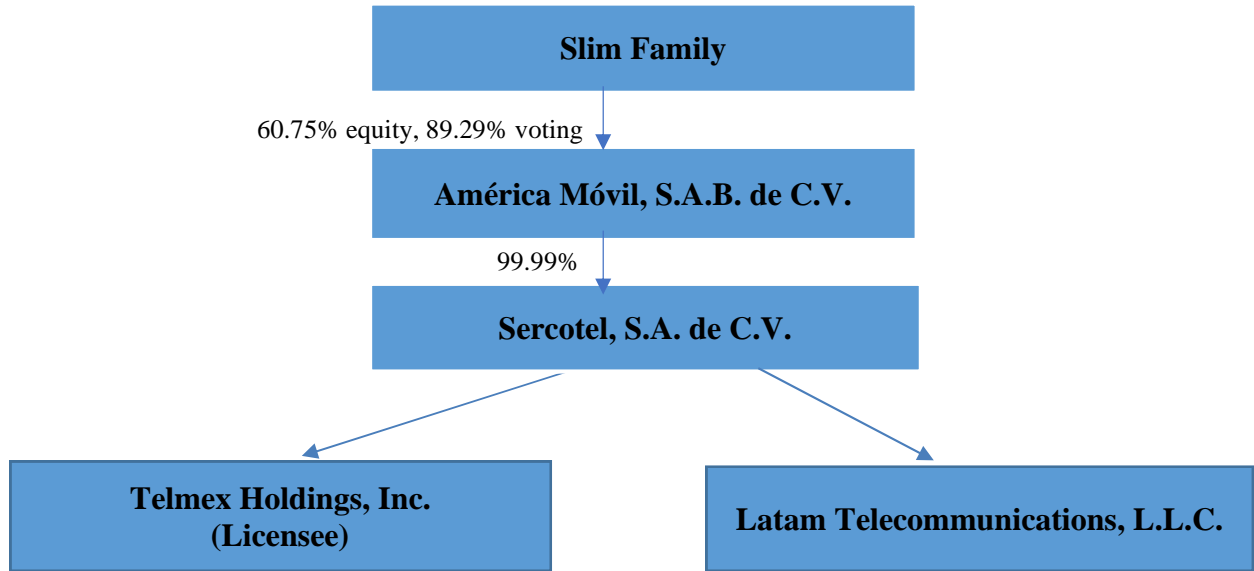 Slim Family
60.75% equity, 89.29% voting
América Móvil, S.A.B. de C.V.
99.99%
Sercotel, S.A. de C.V.
Telmex Holdings, Inc.
(Licensee)
Latam Telecommunications, L.L.C.